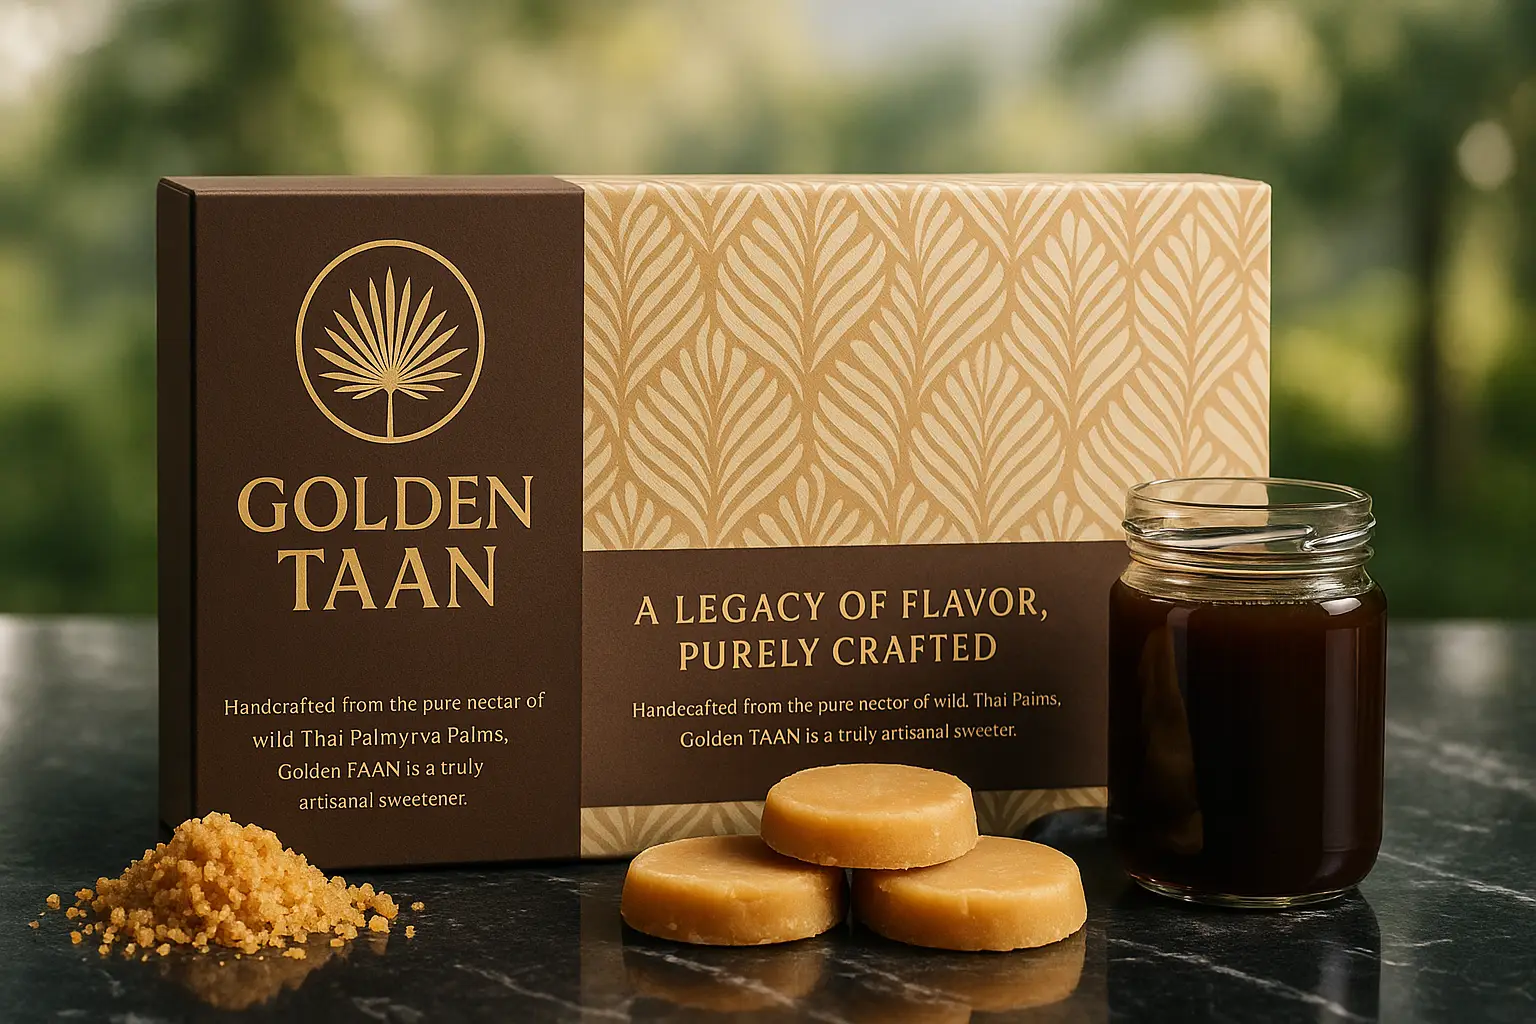 GOLDEN
TAAN
Handcrafted from the pure nectar of
wild Thai Palmyrva Palms,
Golden FAAN is a truly
artisanal sweetener.
A LEGACY OF FLAVOR,
PURELY CRAFTED
Handecafted from the pure nector of wild. Thai Paims,
Golden TAAN is a truly artisanal sweeter.